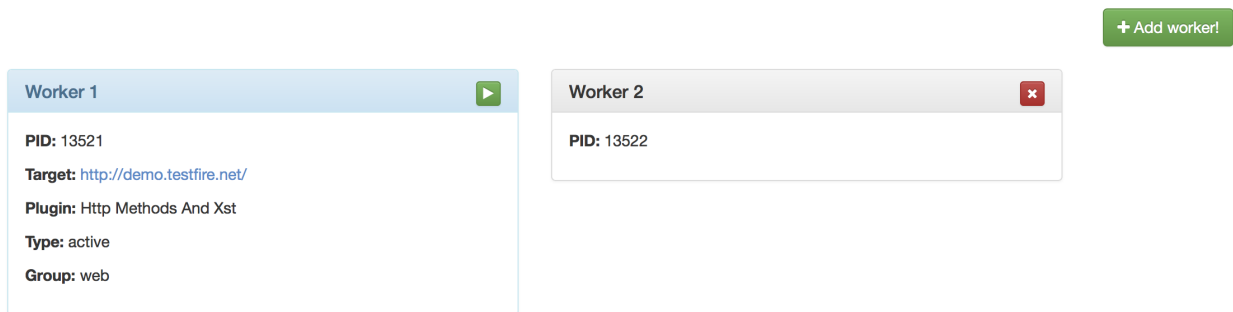 Add worker!
Worker 1
PID: 13521
Target: http://demo.testfire.net/
Plugin: Http Methods And Xst
Type: active
Group: web
Worker 2
PID: 13522